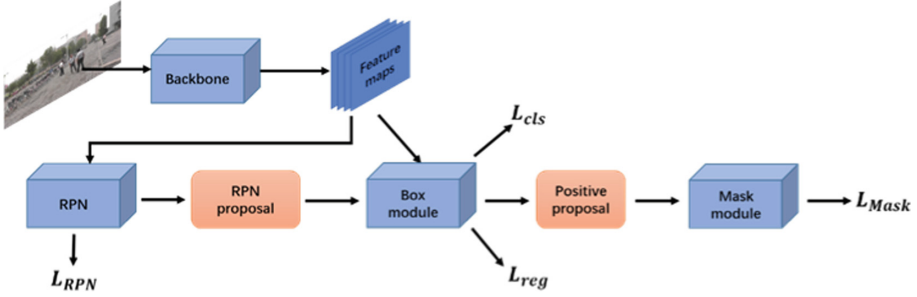 Backbone
Feature
maps
L_cls
RPN
RPN
proposal
Box
module
Positive
proposal
Mask
module
L_Mask
L_RPN
L_reg